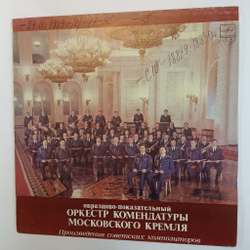 образцово-показательный
ОРКЕСТР КОМЕНДАТУРЫ
МОСКОВСКОГО КРЕМЛЯ
Произведения советских композиторов